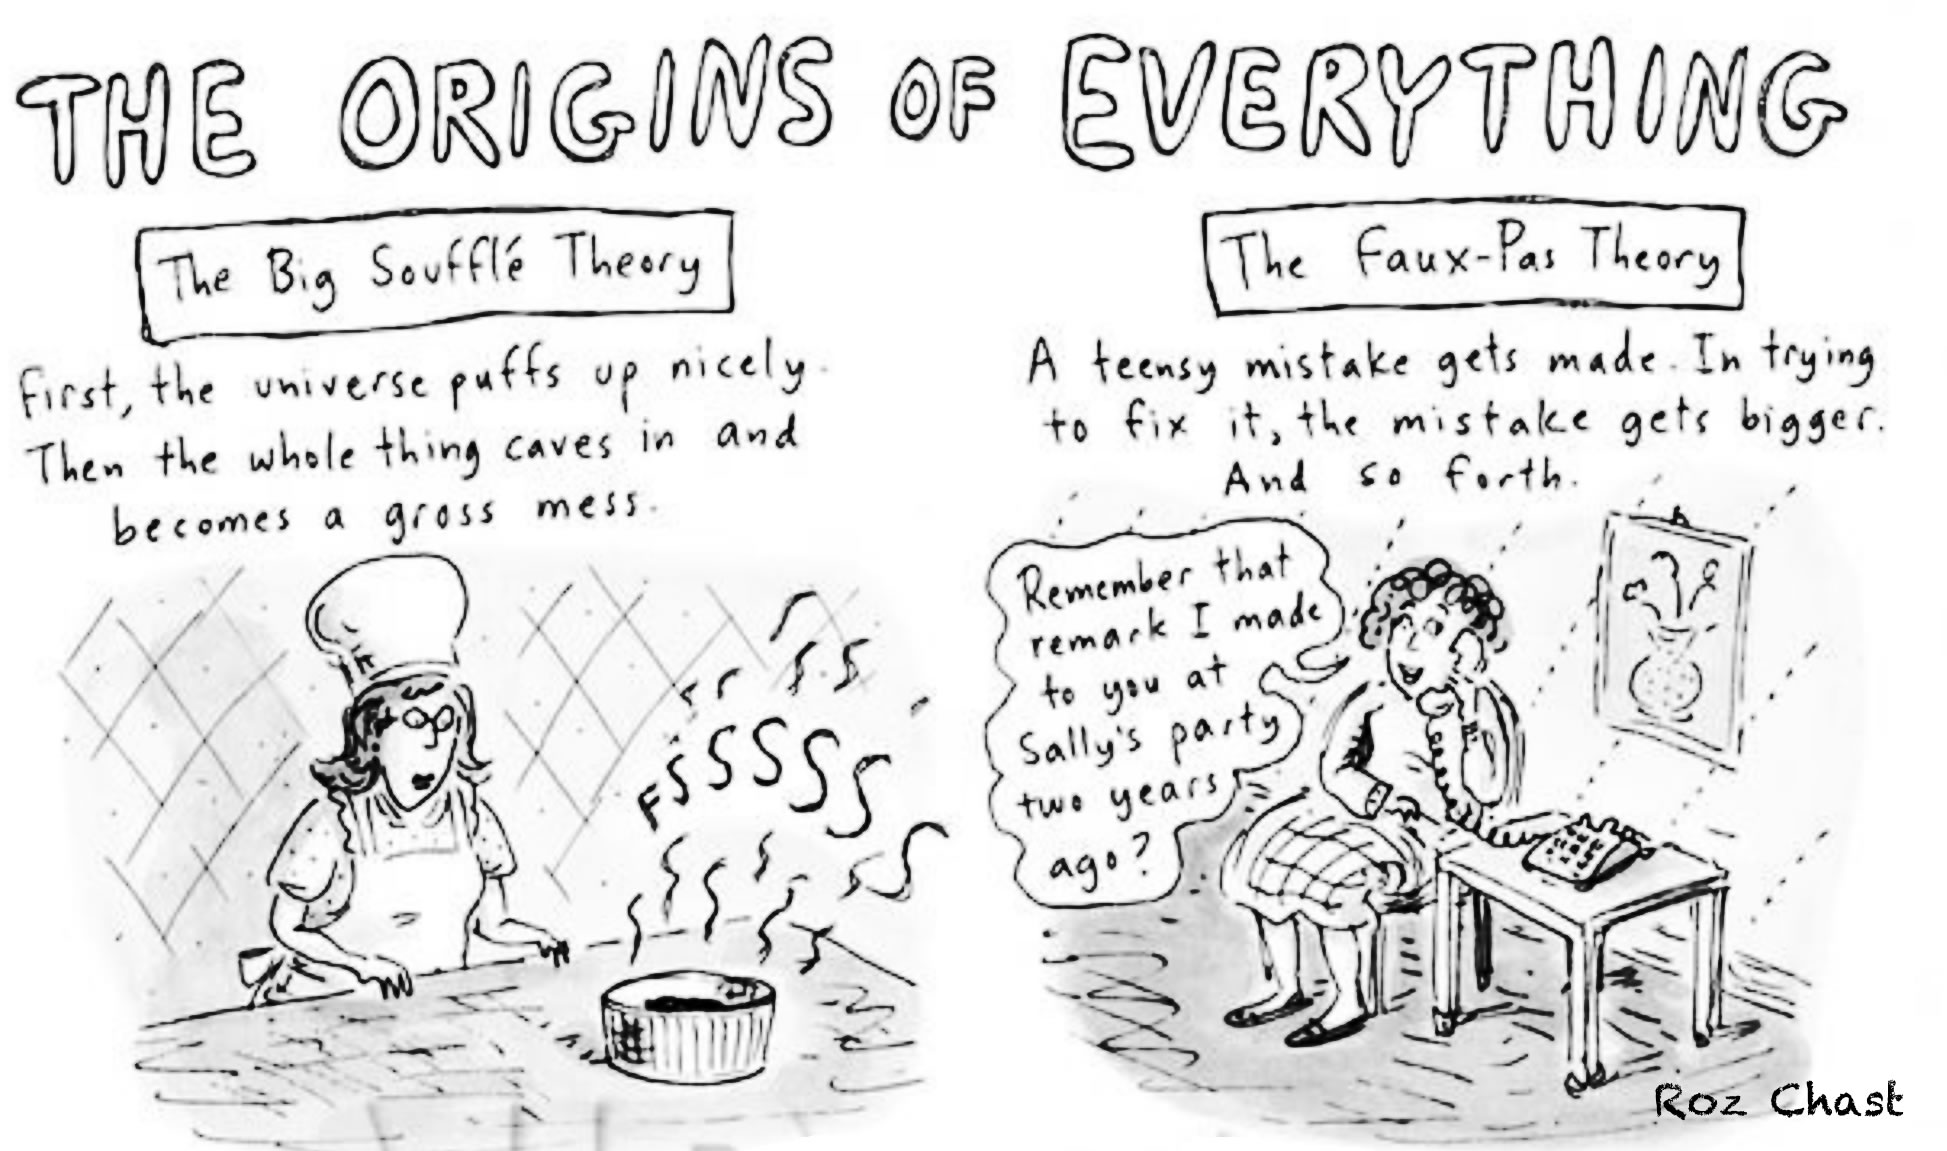 THE ORIGINS OF EVERYTHING
The Big Soufflé Theory
First, the universe puffs up nicely.
Then the whole thing caves in and
becomes a gross mess.
FSSSSSS
The Faux-Pas Theory
A teensy mistake gets made. In trying
to fix it, the mistake gets bigger.
And so forth.
Remember that
remark I made
to you at
Sally's party
two years
ago?
Roz Chast